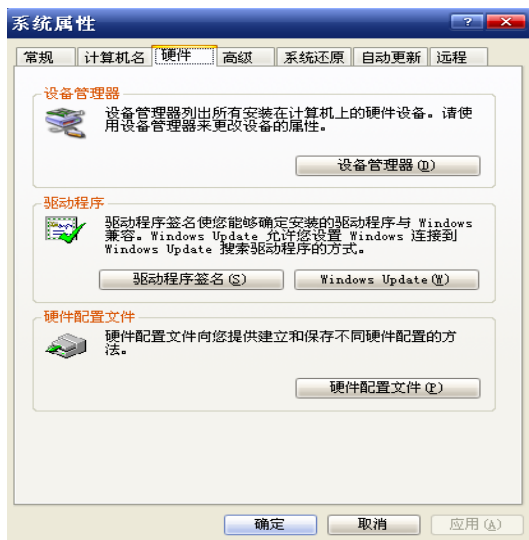 系统属性
常规 计算机名 硬件 高级 系统还原 自动更新 远程
设备管理器
设备管理器列出所有安装在计算机上的硬件设备。请使
用设备管理器来更改设备的属性。
设备管理器(D)
驱动程序
驱动程序签名使您能够确定安装的驱动程序与 Windows
兼容。Windows Update 允许您设置 Windows 连接到
Windows Update 搜索驱动程序的方式。
驱动程序签名(S) Windows Update(W)
硬件配置文件
硬件配置文件向您提供建立和保存不同硬件配置的方
法。
硬件配置文件(P)
确定 取消 应用(A)